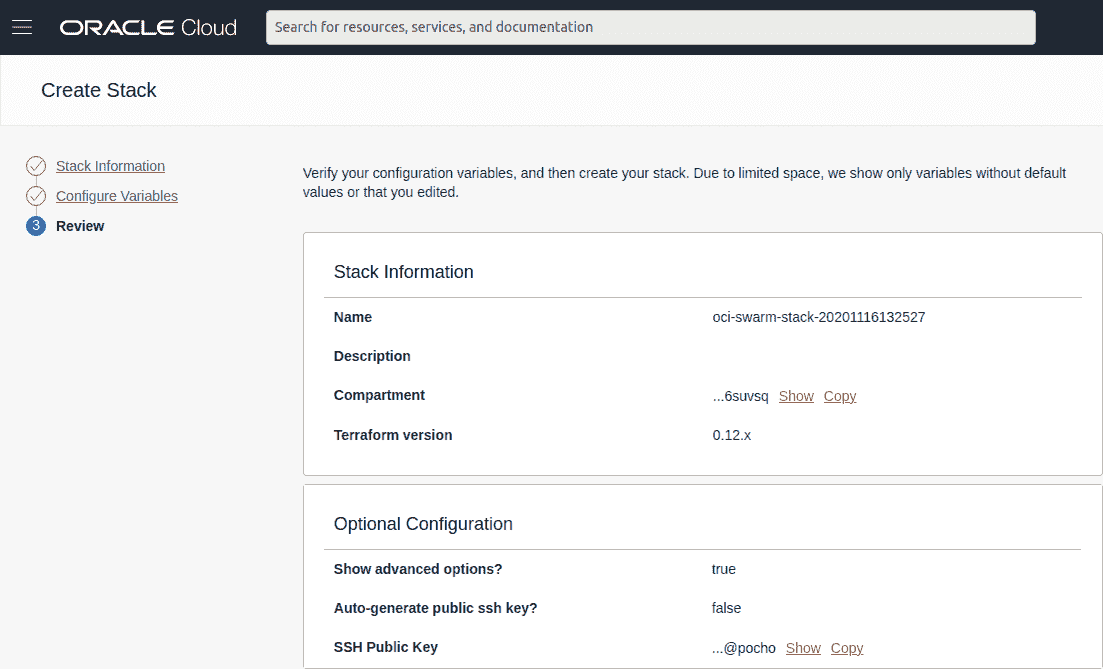 ORACLE Cloud
Search for resources, services, and documentation
Create Stack
Stack Information
Configure Variables
3 Review
Verify your configuration variables, and then create your stack. Due to limited space, we show only variables without default
values or that you edited.
Stack Information
Name oci-swarm-stack-20201116132527
Description
Compartment ...6suvsq Show Copy
Terraform version 0.12.x
Optional Configuration
Show advanced options? true
Auto-generate public ssh key? false
SSH Public Key ...@pocho Show Copy